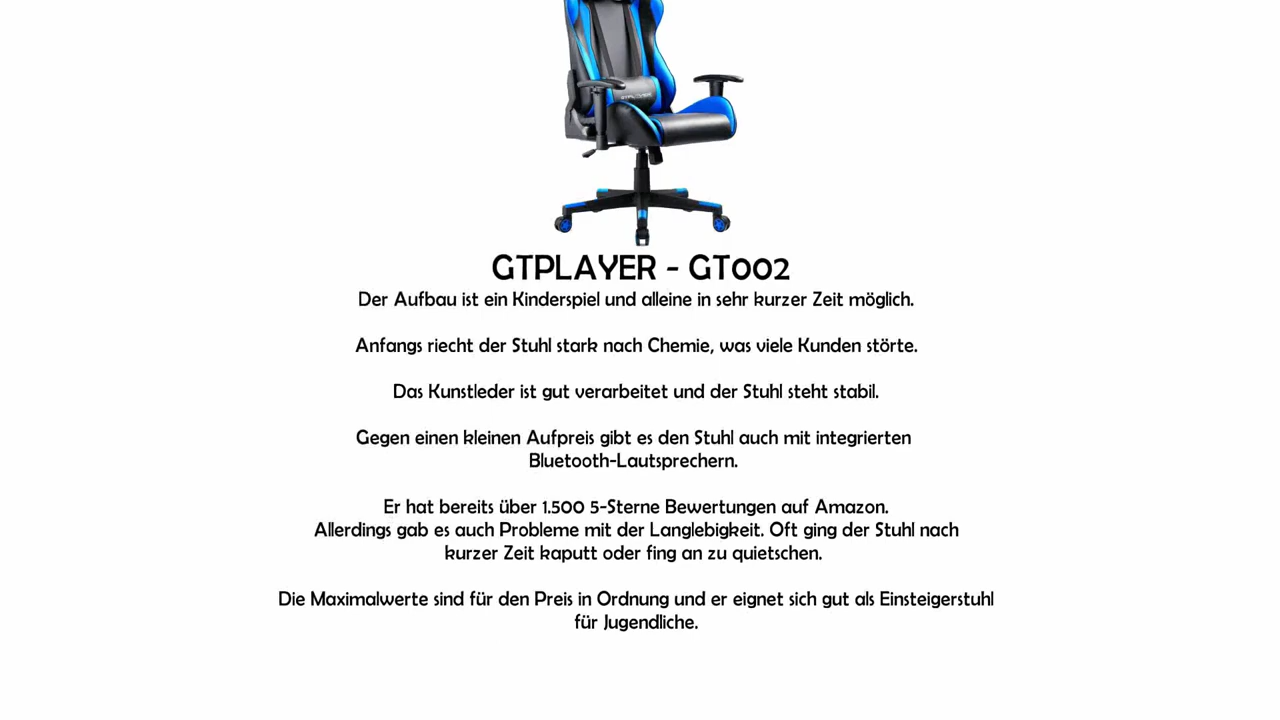 GTPLAYER
GTPLAYER - GT002
Der Aufbau ist ein Kinderspiel und alleine in sehr kurzer Zeit möglich.
Anfangs riecht der Stuhl stark nach Chemie, was viele Kunden störte.
Das Kunstleder ist gut verarbeitet und der Stuhl steht stabil.
Gegen einen kleinen Aufpreis gibt es den Stuhl auch mit integrierten
Bluetooth-Lautsprechern.
Er hat bereits über 1.500 5-Sterne Bewertungen auf Amazon.
Allerdings gab es auch Probleme mit der Langlebigkeit. Oft ging der Stuhl nach
kurzer Zeit kaputt oder fing an zu quietschen.
Die Maximalwerte sind für den Preis in Ordnung und er eignet sich gut als Einsteigerstuhl
für Jugendliche.